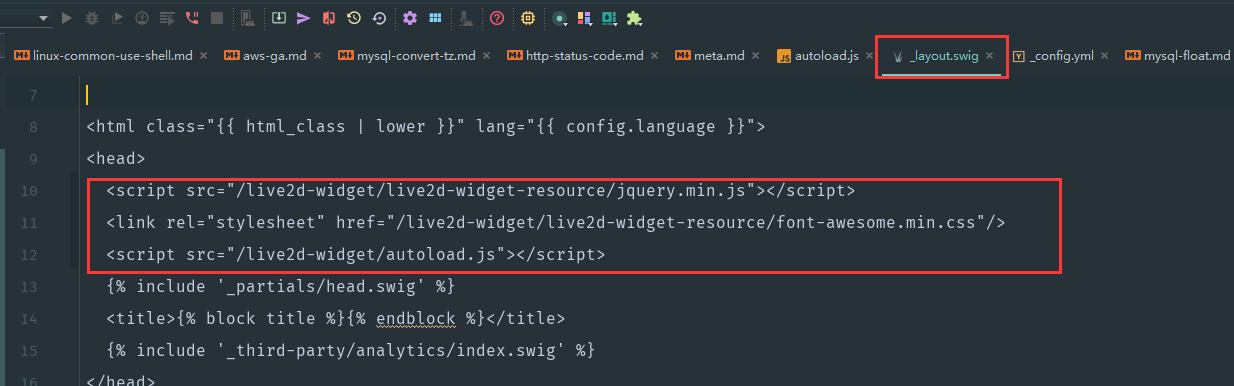 linux-common-use-shell.md × aws-ga.md × mysql-convert-tz.md × http-status-code.md × meta.md × JS autoload.js × _layout.swig × Y _config.yml × mysql-float.md
7
8 <html class="{{ html_class | lower }}" lang="{{ config.language }}">
9 <head>
10 <script src="/live2d-widget/live2d-widget-resource/jquery.min.js"></script>
11 <link rel="stylesheet" href="/live2d-widget/live2d-widget-resource/font-awesome.min.css"/>
12 <script src="/live2d-widget/autoload.js"></script>
13 {% include '_partials/head.swig' %}
14 <title>{% block title %}{% endblock %}</title>
15 {% include '_third-party/analytics/index.swig' %}
16 </head>